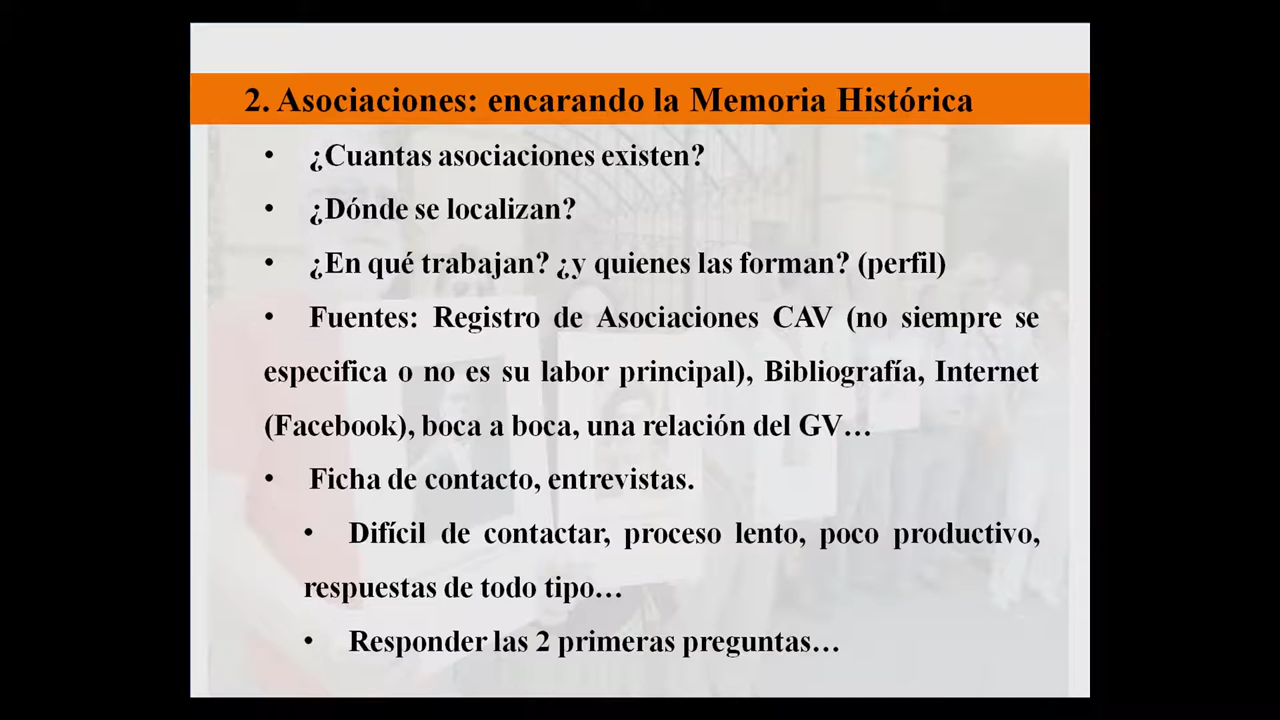 2. Asociaciones: encarando la Memoria Histórica
• ¿Cuantas asociaciones existen?
• ¿Dónde se localizan?
• ¿En qué trabajan? ¿y quienes las forman? (perfil)
• Fuentes: Registro de Asociaciones CAV (no siempre se
especifica o no es su labor principal), Bibliografía, Internet
(Facebook), boca a boca, una relación del GV…
• Ficha de contacto, entrevistas.
• Difícil de contactar, proceso lento, poco productivo,
respuestas de todo tipo…
• Responder las 2 primeras preguntas…